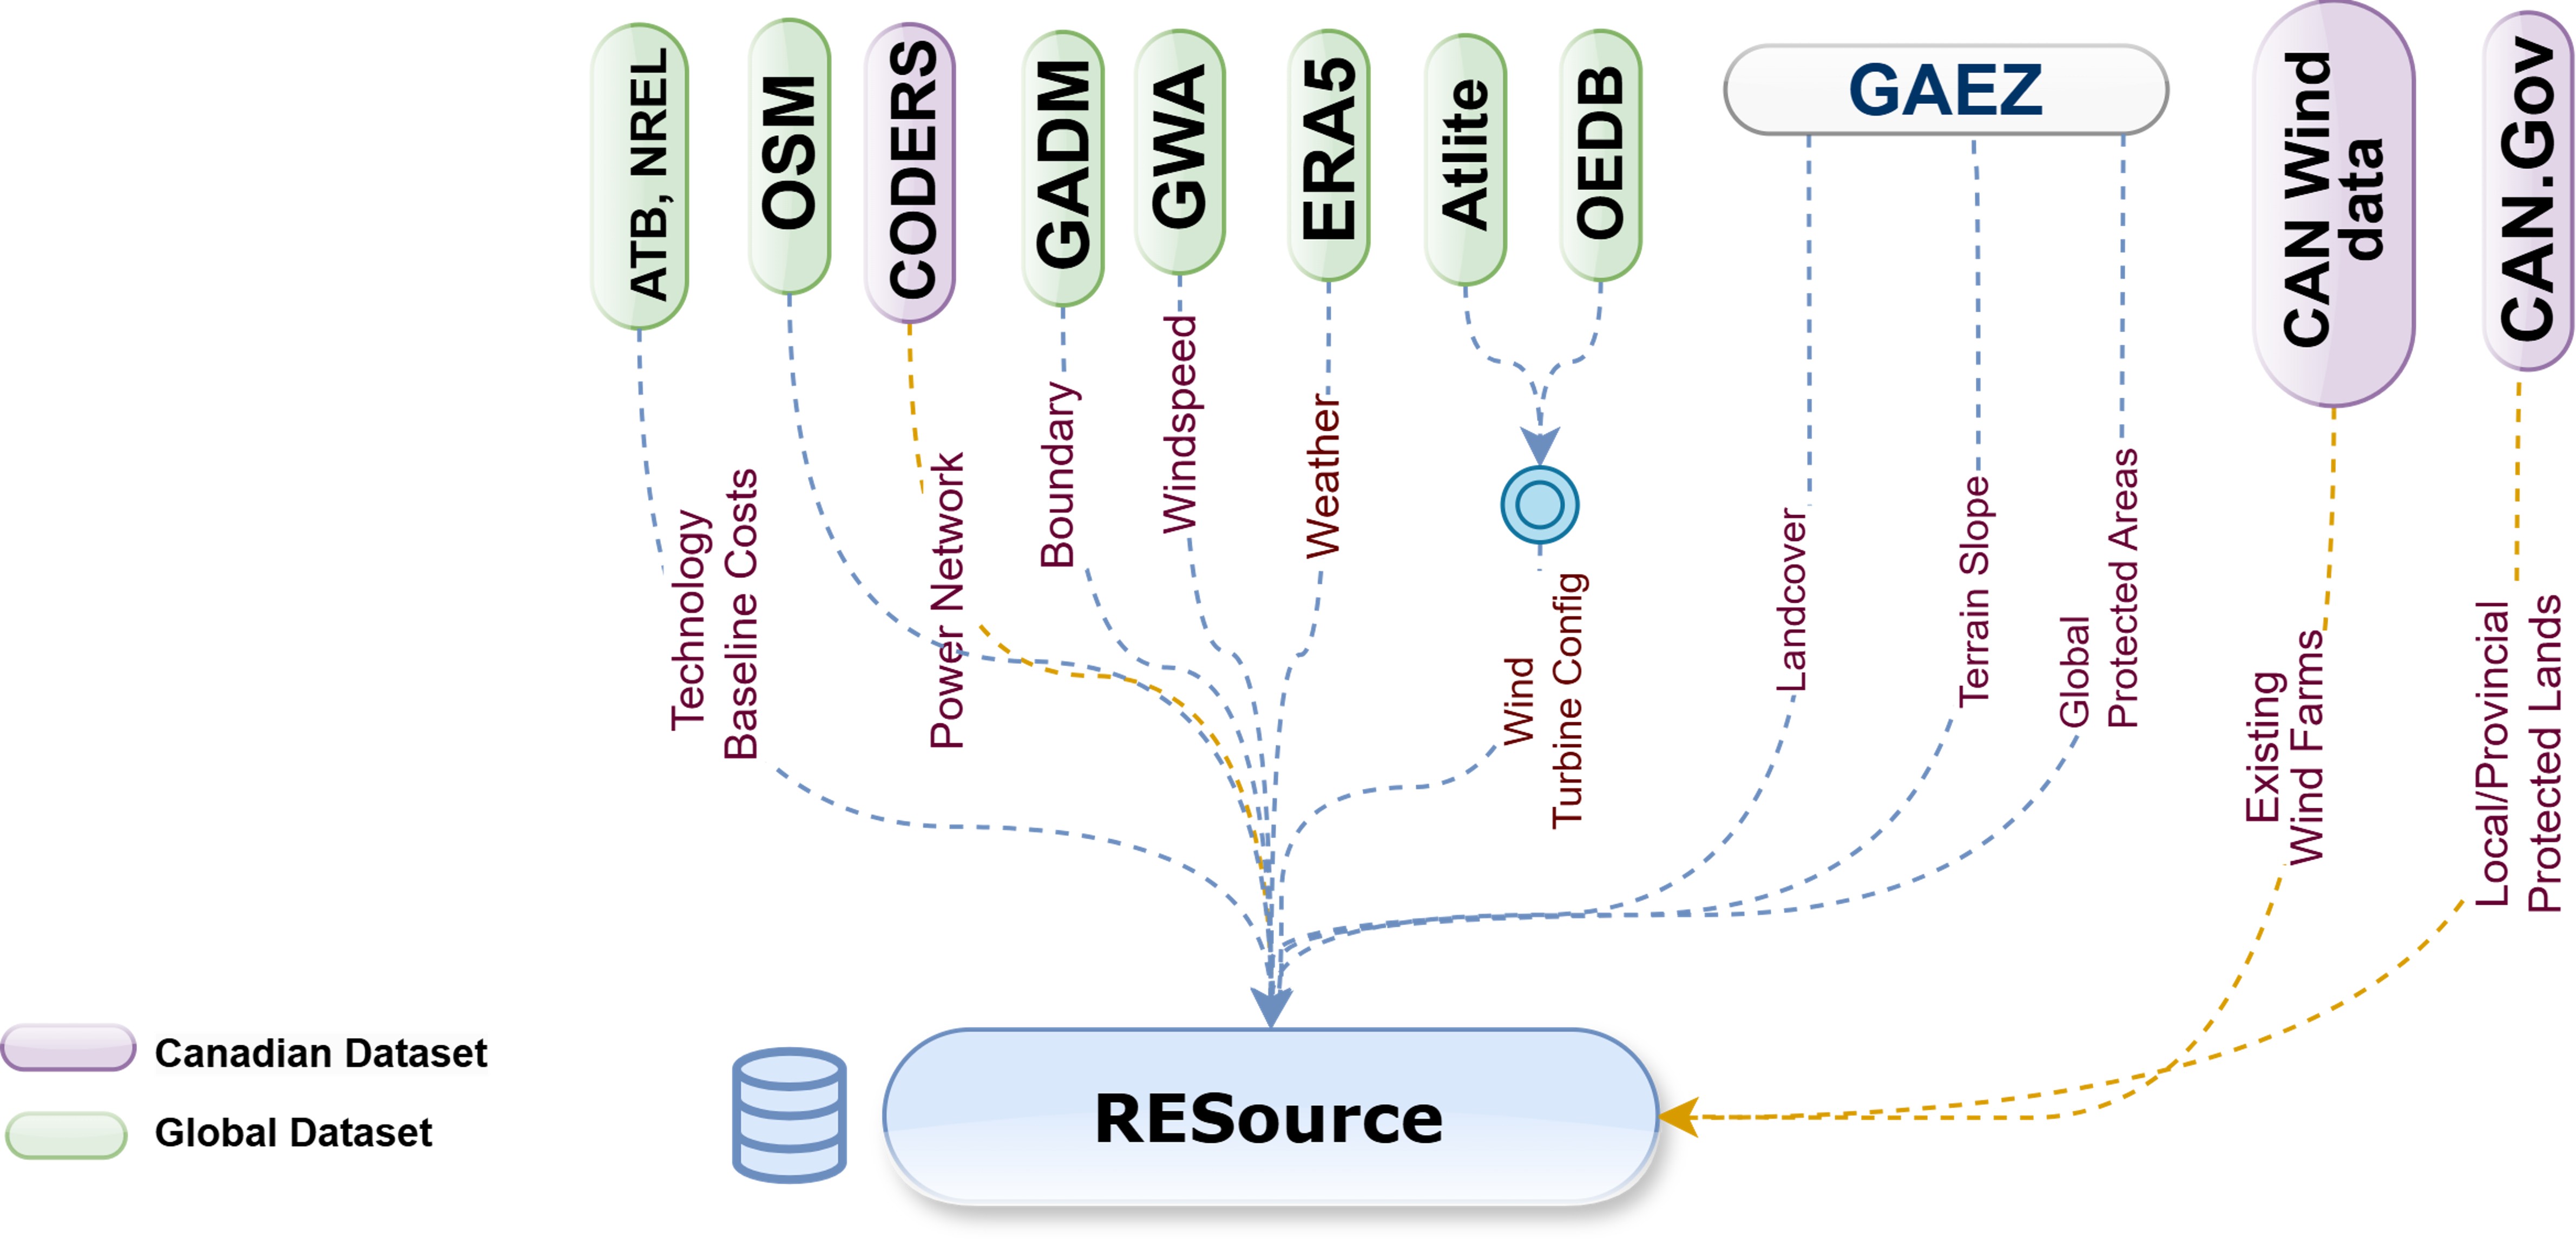 ATB, NREL
OSM
CODERS
GADM
GWA
ERA5
Atlite
OEDB
GAEZ
CAN Wind
data
CAN.Gov
Technology
Baseline Costs
Power Network
Boundary
Windspeed
Weather
Wind
Turbine Config
Landcover
Terrain Slope
Global
Protected Areas
Existing
Wind Farms
Local/Provincial
Protected Lands
Canadian Dataset
Global Dataset
RESource